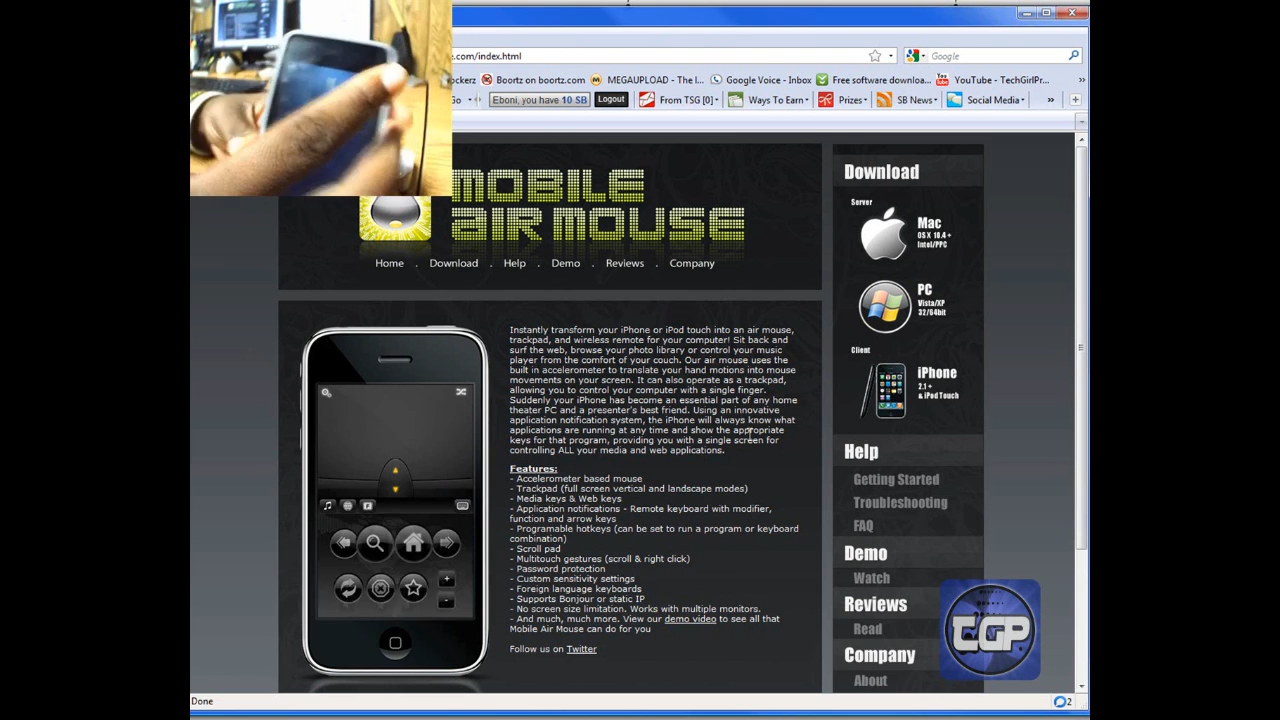 e.com/index.html
Google
ockerz Boortz on boortz.com MEGAUPLOAD - The l... Google Voice - Inbox Free software downloa... YouTube - TechGirlPr...
Go Eboni, you have 10 SB Logout From TSG [0] Ways To Earn Prizes SB News Social Media
MOBILE
AIR MOUSE
Home . Download . Help . Demo . Reviews . Company
Instantly transform your iPhone or iPod touch into an air mouse,
trackpad, and wireless remote for your computer! Sit back and
surf the web, browse your photo library or control your music
player from the comfort of your couch. Our air mouse uses the
built in accelerometer to translate your hand motions into mouse
movements on your screen. It can also operate as a trackpad,
allowing you to control your computer with a single finger.
Suddenly your iPhone has become an essential part of any home
theater PC and a presenter's best friend. Using an innovative
application notification system, the iPhone will always know what
applications are running at any time and show the appropriate
keys for that program, providing you with a single screen for
controlling ALL your media and web applications.
Features:
- Accelerometer based mouse
- Trackpad (full screen vertical and landscape modes)
- Media keys & Web keys
- Application notifications - Remote keyboard with modifier,
function and arrow keys
- Programable hotkeys (can be set to run a program or keyboard
combination)
- Scroll pad
- Multitouch gestures (scroll & right click)
- Password protection
- Custom sensitivity settings
- Foreign language keyboards
- Supports Bonjour or static IP
- No screen size limitation. Works with multiple monitors.
- And much, much more. View our demo video to see all that
Mobile Air Mouse can do for you
Follow us on Twitter
Download
Server
Mac
OS X 10.4 +
Intel/PPC
PC
Vista/XP
32/64bit
Client
iPhone
2.1 +
& iPod Touch
Help
Getting Started
Troubleshooting
FAQ
Demo
Watch
Reviews
Read
Company
About
TGP
Done
2